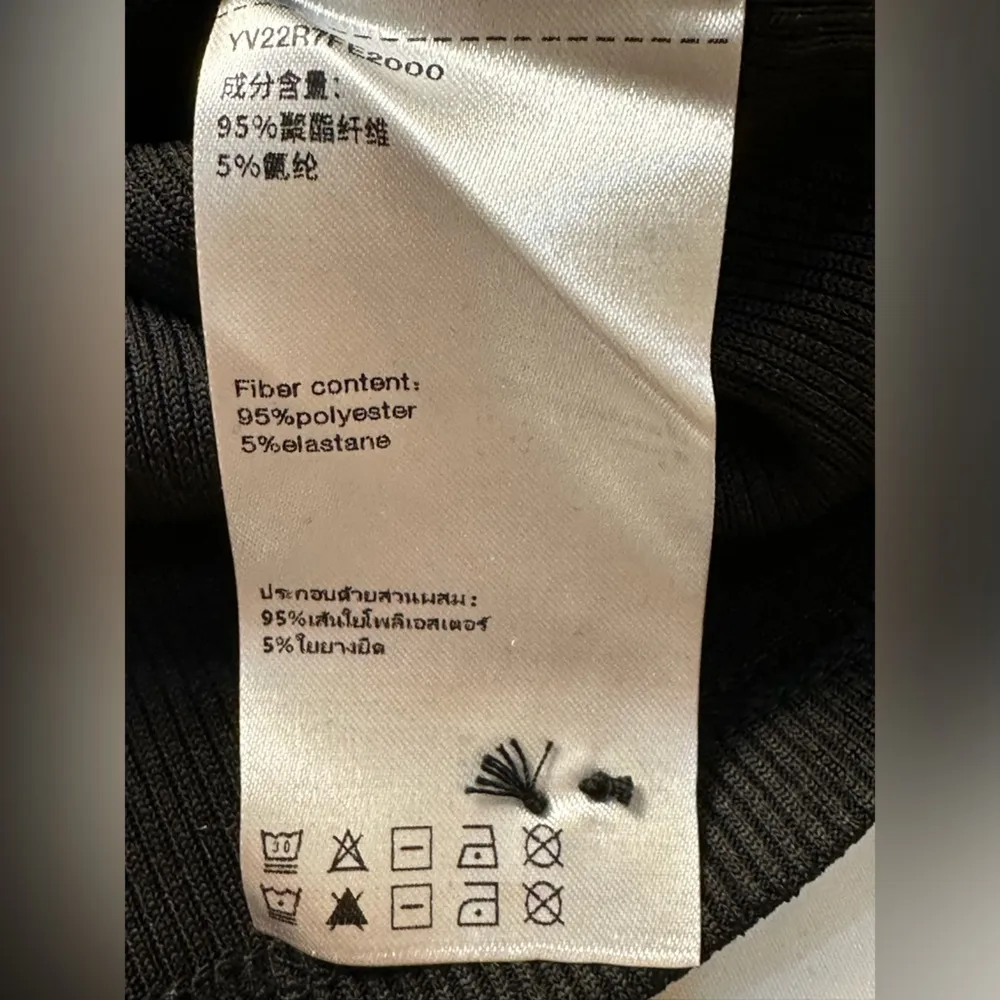 YV22R7FE2000
成分含量：
95%聚酯纤维
5%氨纶
Fiber content:
95%polyester
5%elastane
ประกอบด้วยส่วนผสม:
95%เส้นใยโพลิเอสเตอร์
5%ใยยางยืด
30